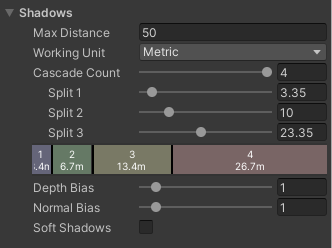 Shadows
Max Distance 50
Working Unit Metric
Cascade Count 4
Split 1 3.35
Split 2 10
Split 3 23.35
1 2 3 4
.4m 6.7m 13.4m 26.7m
Depth Bias 1
Normal Bias 1
Soft Shadows